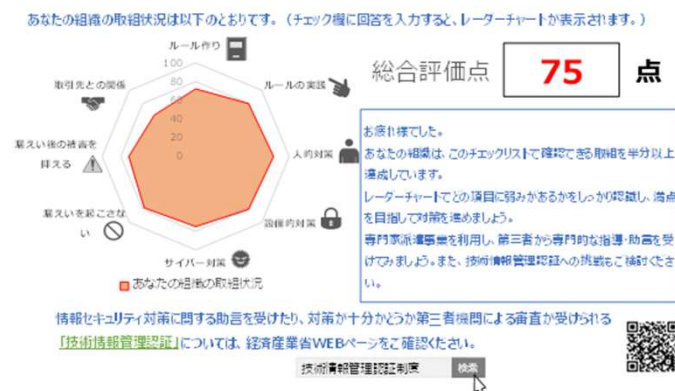 あなたの組織の取組状況は以下のとおりです。（チェック欄に回答を入力すると、レーダーチャートが表示されます。）
ルール作り
100
80
60
40
20
0
ルールの実践
人的対策
設備的対策
サイバー対策
漏えいを起こさない
漏えい後の被害を抑える
取引先との関係
あなたの組織の取組状況
総合評価点
75
点
お疲れ様でした。
あなたの組織は、このチェックリストで確認できる取組を半分以上
達成しています。
レーダーチャートでどの項目に弱みがあるかをしっかり認識し、満点
を目指して対策を進めましょう。
専門家派遣事業を利用し、第三者から専門的な指導・助言を受
けてみましょう。また、技術情報管理認証への挑戦もご検討くださ
い。
情報セキュリティ対策に関する助言を受けたり、対策が十分かどうか第三者機関による審査が受けられる
「技術情報管理認証」については、経済産業省WEBページをご確認ください。
技術情報管理認証制度
検索